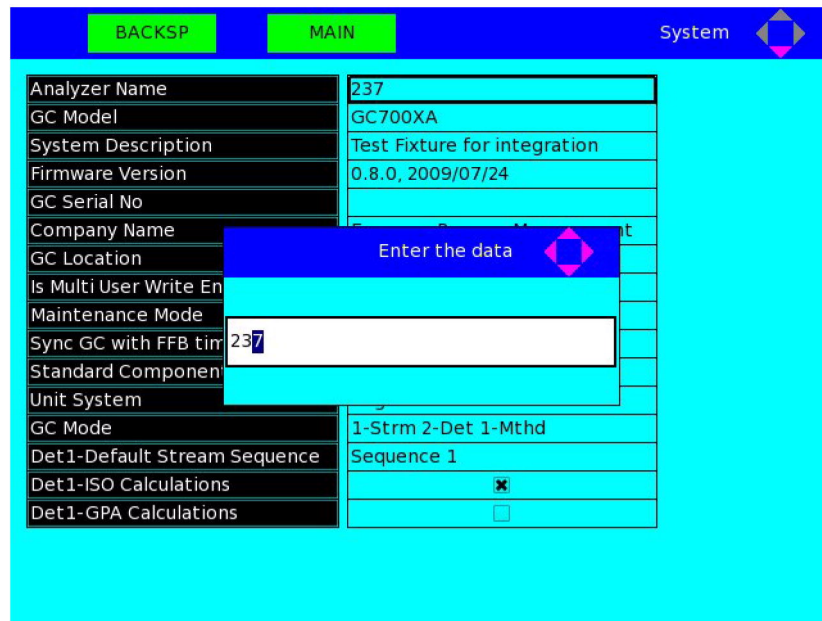 BACKSP MAIN System
Analyzer Name 237
GC Model GC700XA
System Description Test Fixture for integration
Firmware Version 0.8.0, 2009/07/24
GC Serial No
Company Name
GC Location
Enter the data
Is Multi User Write En
Maintenance Mode
Sync GC with FFB tim
237
Standard Component
Unit System
GC Mode 1-Strm 2-Det 1-Mthd
Det1-Default Stream Sequence Sequence 1
Det1-ISO Calculations
Det1-GPA Calculations